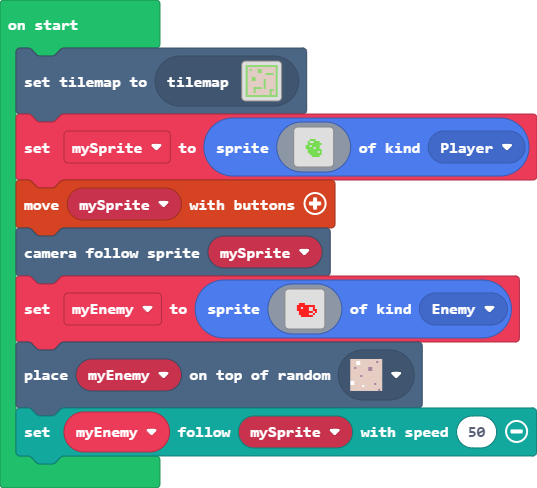 on start
set tilemap to tilemap
set mySprite to sprite of kind Player
move mySprite with buttons
camera follow sprite mySprite
set myEnemy to sprite of kind Enemy
place myEnemy on top of random
set myEnemy follow mySprite with speed 50